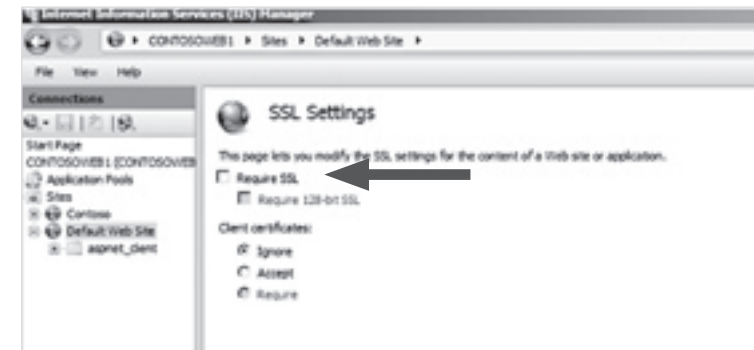 Internet Information Services (IIS) Manager
CONTOSOWEB1 Sites Default Web Site
File View Help
Connections
Start Page
CONTOSOWEB1 (CONTOSOWEB
Application Pools
Sites
Contoso
Default Web Site
aspnet_client
SSL Settings
This page lets you modify the SSL settings for the content of a Web site or application.
Require SSL
Require 128-bit SSL
Client certificates:
Ignore
Accept
Require